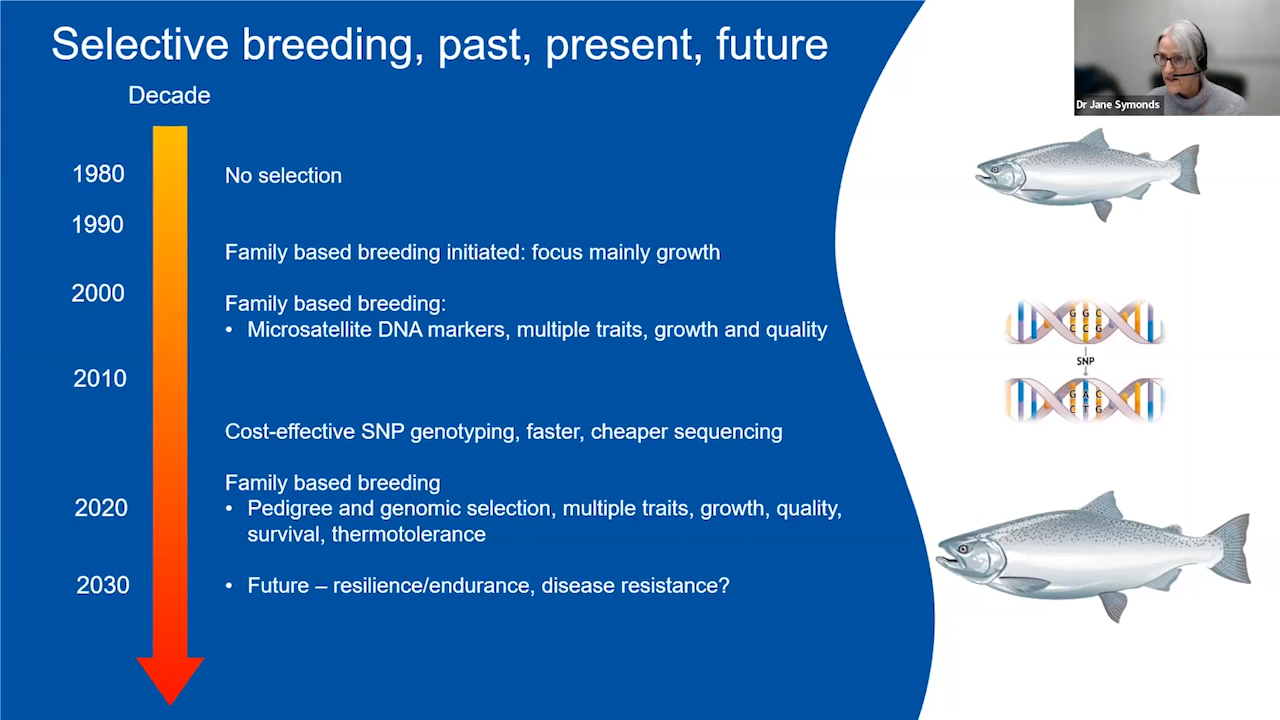 Selective breeding, past, present, future
Dr Jane Symonds
Decade
1980
No selection
1990
Family based breeding initiated: focus mainly growth
2000
Family based breeding:
• Microsatellite DNA markers, multiple traits, growth and quality
2010
Cost-effective SNP genotyping, faster, cheaper sequencing
Family based breeding
2020
• Pedigree and genomic selection, multiple traits, growth, quality,
survival, thermotolerance
2030
• Future – resilience/endurance, disease resistance?
G G C
C C G
SNP
G A C
C T G